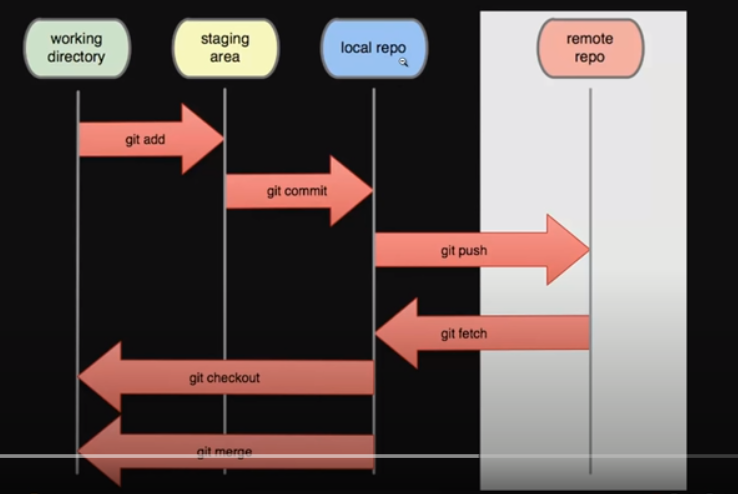 working
directory
staging
area
local repo
remote
repo
git add
git commit
git push
git fetch
git checkout
git merge